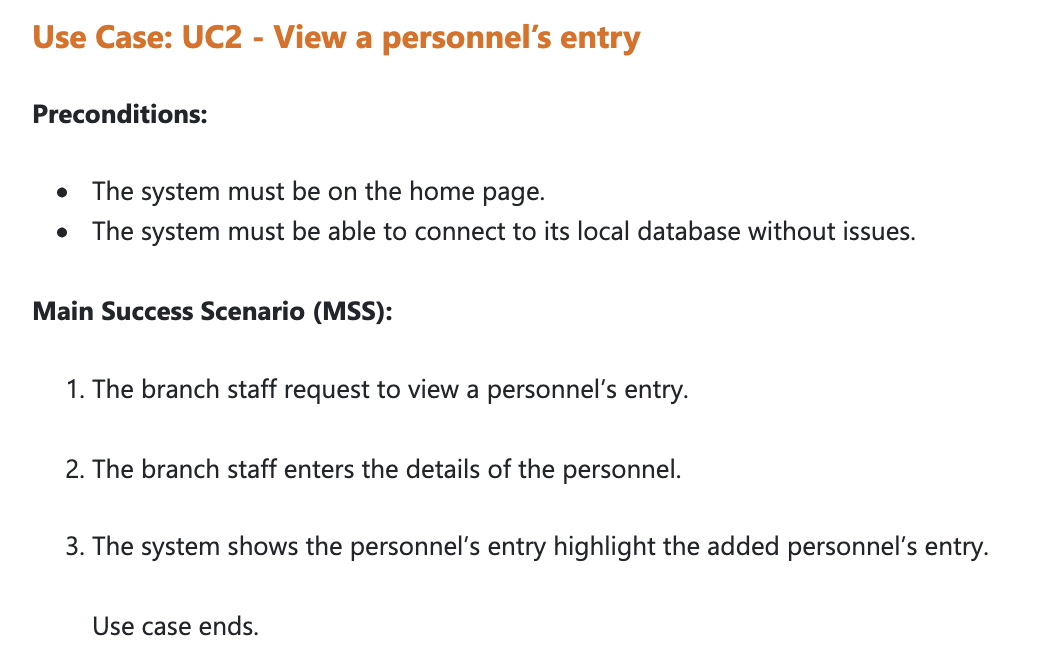 Use Case: UC2 - View a personnel’s entry
Preconditions:
• The system must be on the home page.
• The system must be able to connect to its local database without issues.
Main Success Scenario (MSS):
1. The branch staff request to view a personnel’s entry.
2. The branch staff enters the details of the personnel.
3. The system shows the personnel’s entry highlight the added personnel’s entry.
Use case ends.